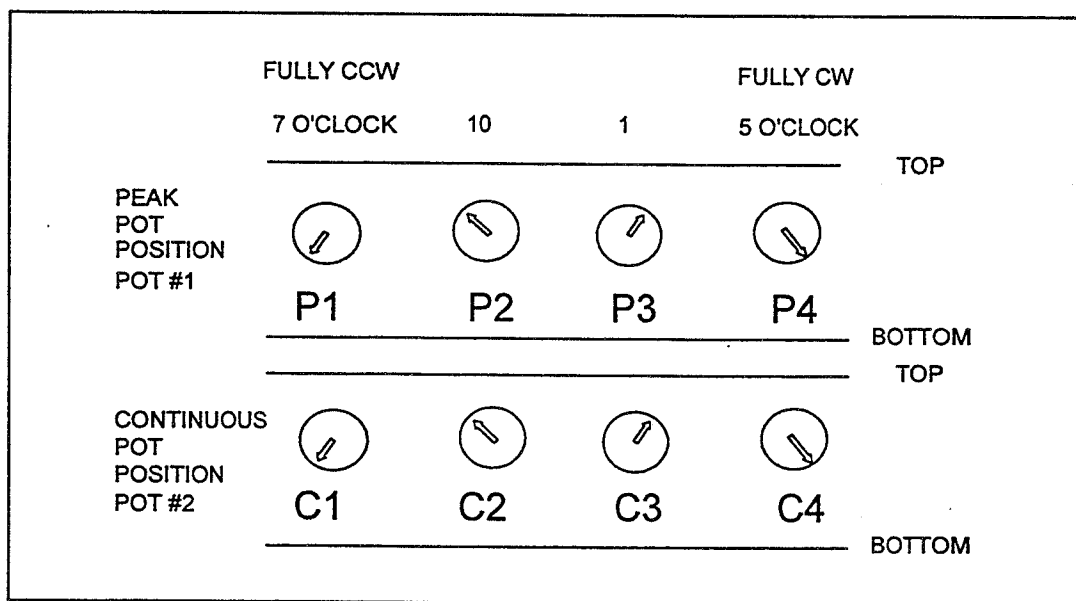 FULLY CCW FULLY CW
7 O'CLOCK 10 1 5 O'CLOCK
TOP
PEAK
POT
POSITION
POT #1
P1 P2 P3 P4
BOTTOM
TOP
CONTINUOUS
POT
POSITION
POT #2
C1 C2 C3 C4
BOTTOM